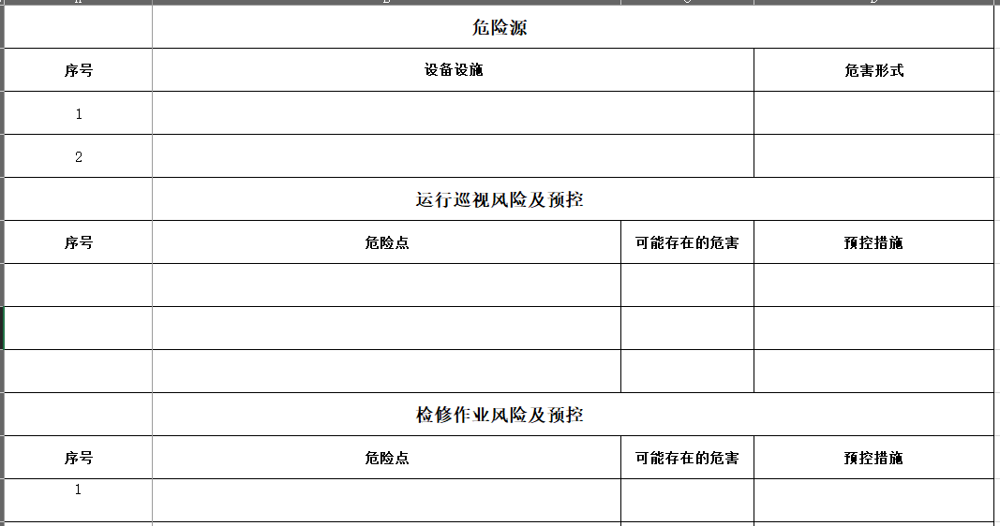 危险源
序号 设备设施 危害形式
1
2
运行巡视风险及预控
序号 危险点 可能存在的危害 预控措施
检修作业风险及预控
序号 危险点 可能存在的危害 预控措施
1